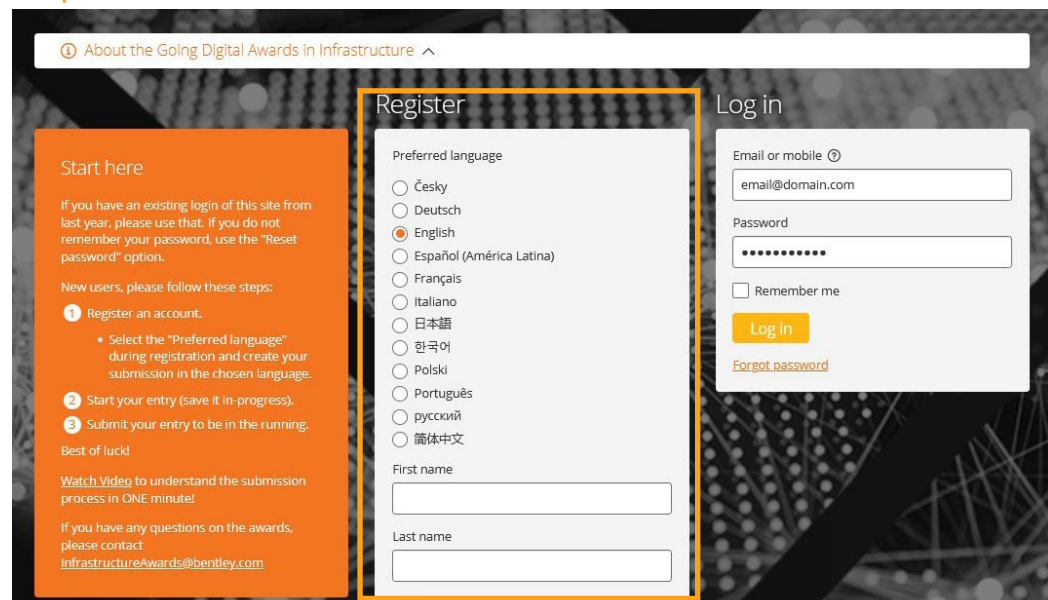 About the Going Digital Awards in Infrastructure
Start here
If you have an existing login of this site from
last year, please use that. If you do not
remember your password, use the "Reset
password" option.
New users, please follow these steps:
1 Register an account.
• Select the "Preferred language"
during registration and create your
submission in the chosen language.
2 Start your entry (save it in-progress).
3 Submit your entry to be in the running.
Best of luck!
Watch Video to understand the submission
process in ONE minute!
If you have any questions on the awards,
please contact
InfrastructureAwards@bentley.com
Register
Preferred language
Česky
Deutsch
English
Español (América Latina)
Français
Italiano
日本語
한국어
Polski
Português
русский
简体中文
First name
Last name
Log in
Email or mobile
email@domain.com
Password
Remember me
Log in
Forgot password